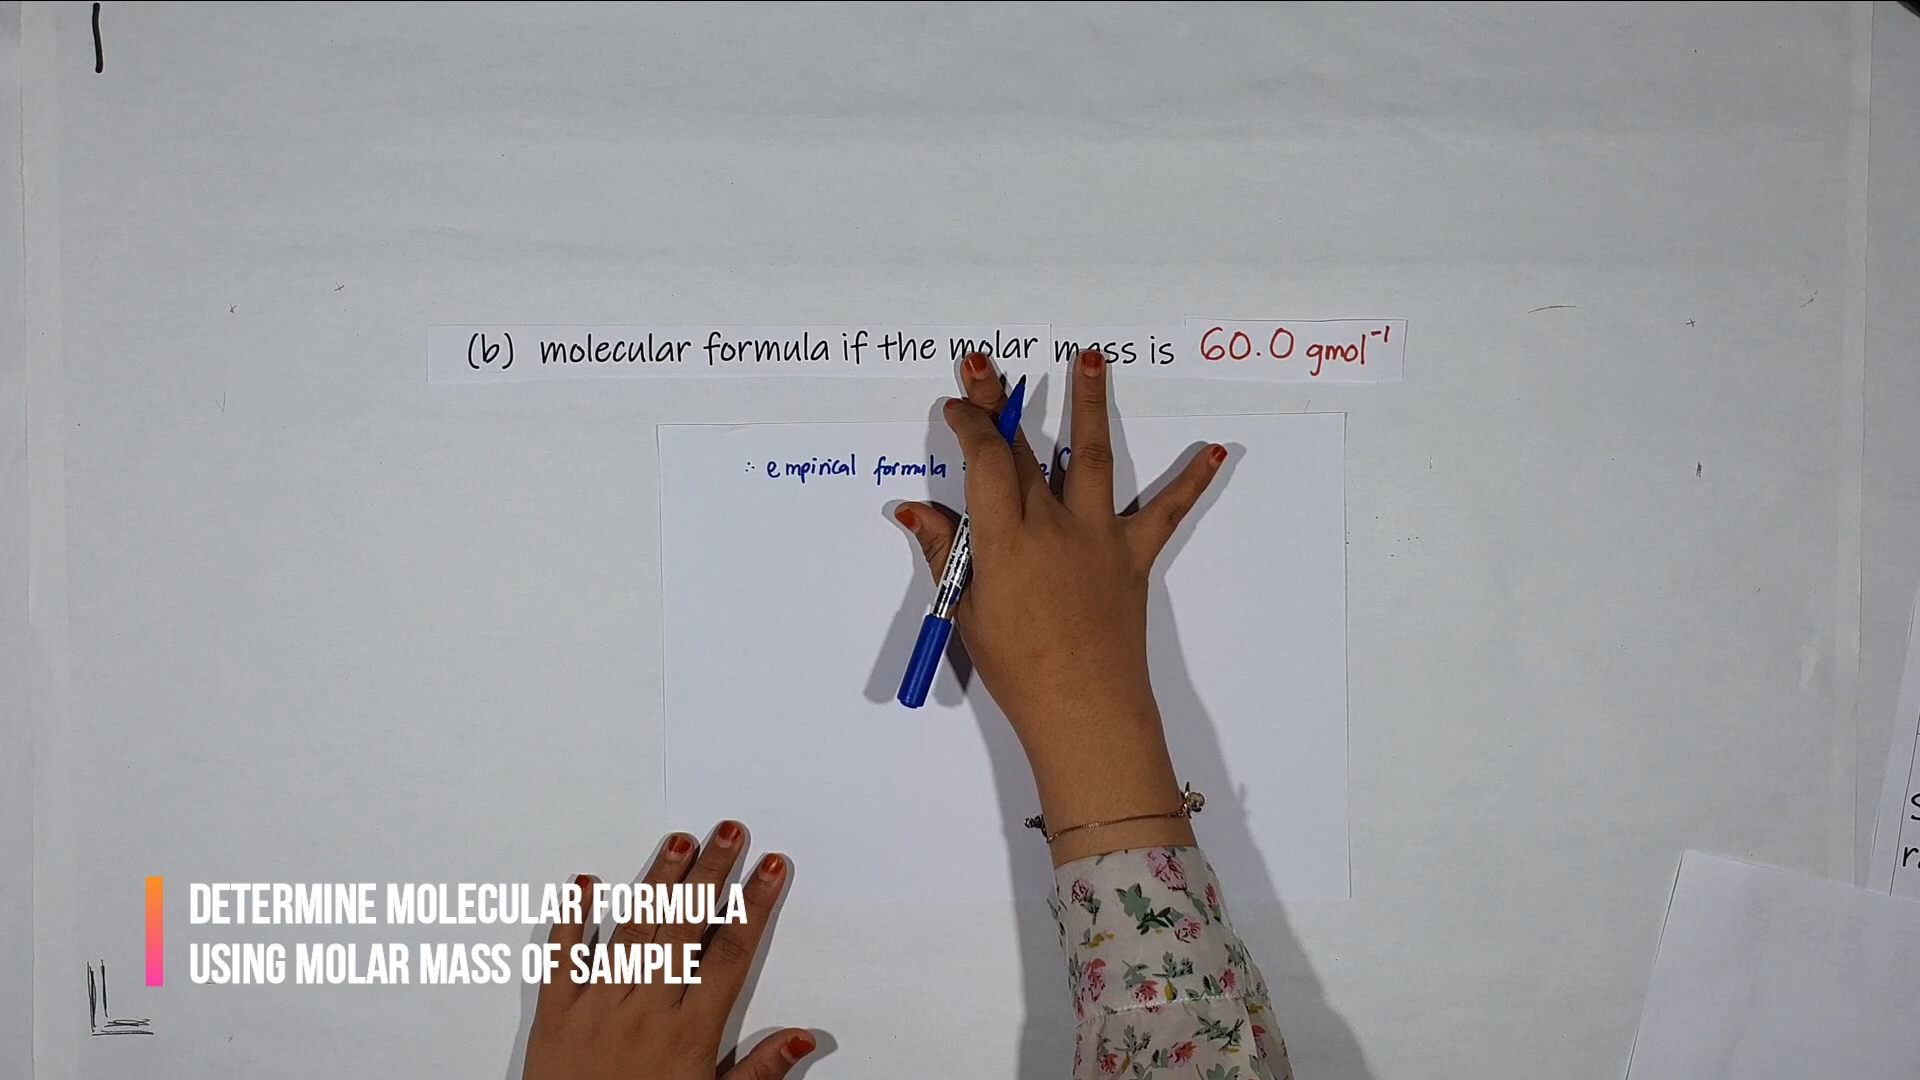 (b) molecular formula if the molar mass is 60.0 gmol⁻¹
∴ empirical formula
DETERMINE MOLECULAR FORMULA
USING MOLAR MASS OF SAMPLE